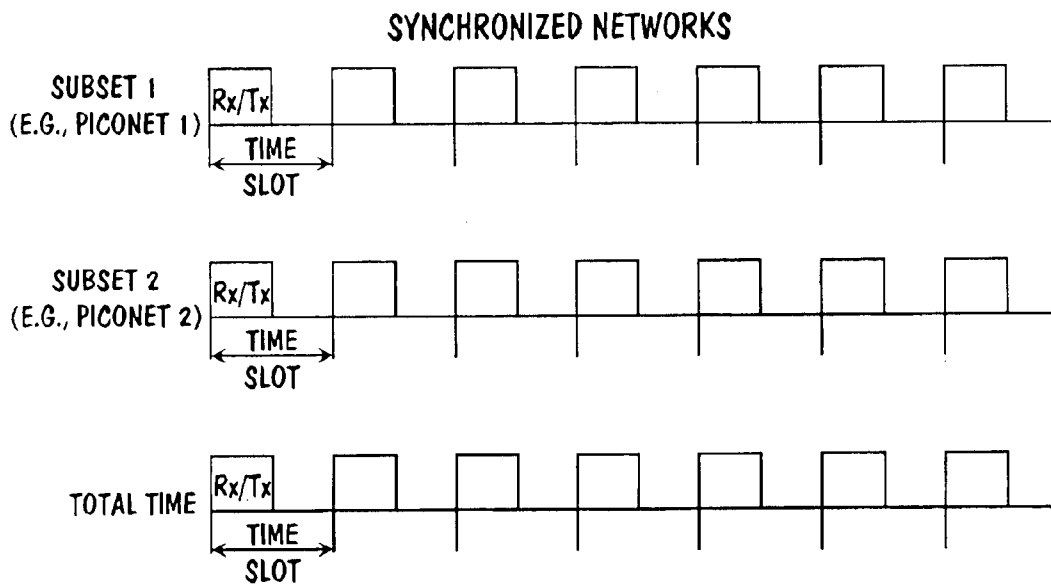 SYNCHRONIZED NETWORKS
SUBSET 1
(E.G., PICONET 1)
Rx/Tx
TIME
SLOT
SUBSET 2
(E.G., PICONET 2)
Rx/Tx
TIME
SLOT
TOTAL TIME
Rx/Tx
TIME
SLOT